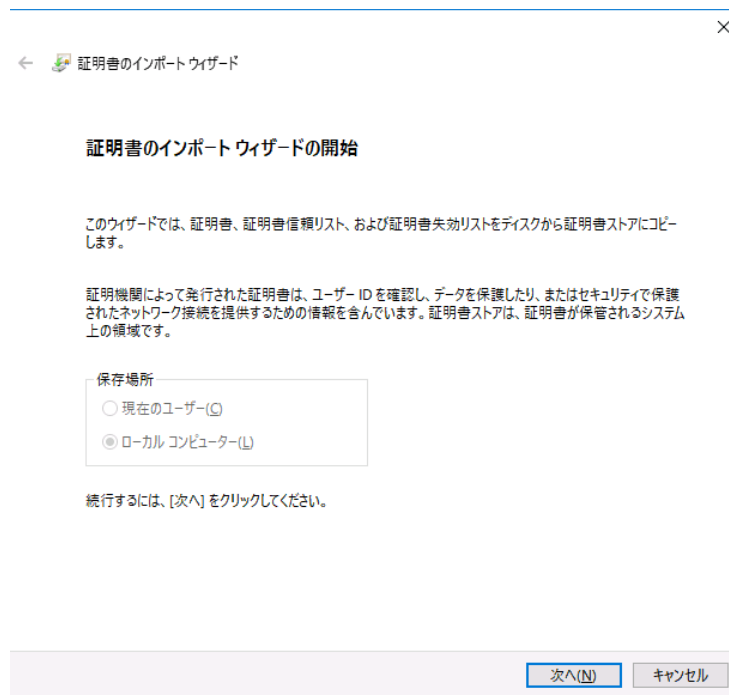 証明書のインポート ウィザード
証明書のインポート ウィザードの開始
このウィザードでは、証明書、証明書信頼リスト、および証明書失効リストをディスクから証明書ストアにコピー
します。
証明機関によって発行された証明書は、ユーザー ID を確認し、データを保護したり、またはセキュリティで保護
されたネットワーク接続を提供するための情報を含んでいます。証明書ストアは、証明書が保管されるシステム
上の領域です。
保存場所
現在のユーザー(C)
ローカル コンピューター(L)
続行するには、[次へ] をクリックしてください。
次へ(N)
キャンセル